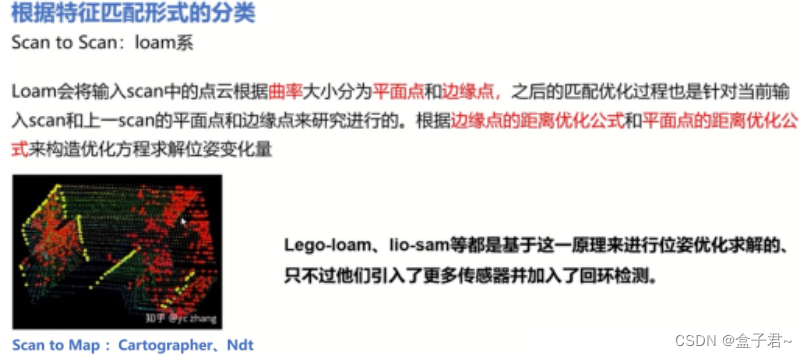 根据特征匹配形式的分类
Scan to Scan：loam系
Loam会将输入scan中的点云根据曲率大小分为平面点和边缘点，之后的匹配优化过程也是针对当前输
入scan和上一scan的平面点和边缘点来研究进行的。根据边缘点的距离优化公式和平面点的距离优化公
式来构造优化方程求解位姿变化量
Lego-loam、lio-sam等都是基于这一原理来进行位姿优化求解的、
只不过他们引入了更多传感器并加入了回环检测。
知乎 @yc zhang
Scan to Map ：Cartographer、Ndt
CSDN @盒子君~